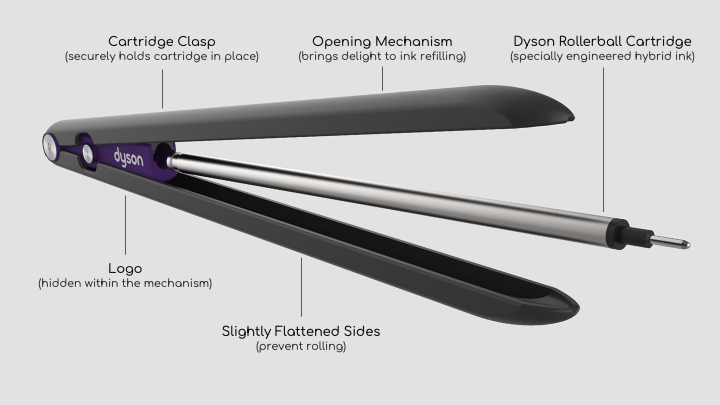 Cartridge Clasp
(securely holds cartridge in place)
Opening Mechanism
(brings delight to ink refilling)
Dyson Rollerball Cartridge
(specially engineered hybrid ink)
dyson
Logo
(hidden within the mechanism)
Slightly Flattened Sides
(prevent rolling)